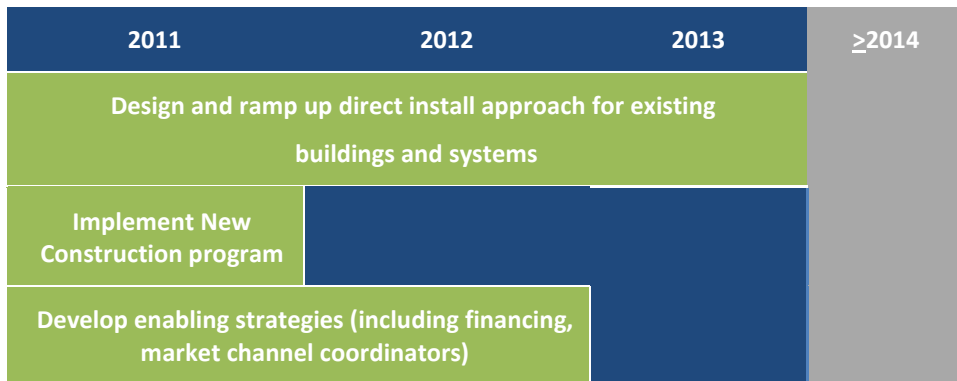 2011 2012 2013 >2014
Design and ramp up direct install approach for existing
buildings and systems
Implement New
Construction program
Develop enabling strategies (including financing,
market channel coordinators)